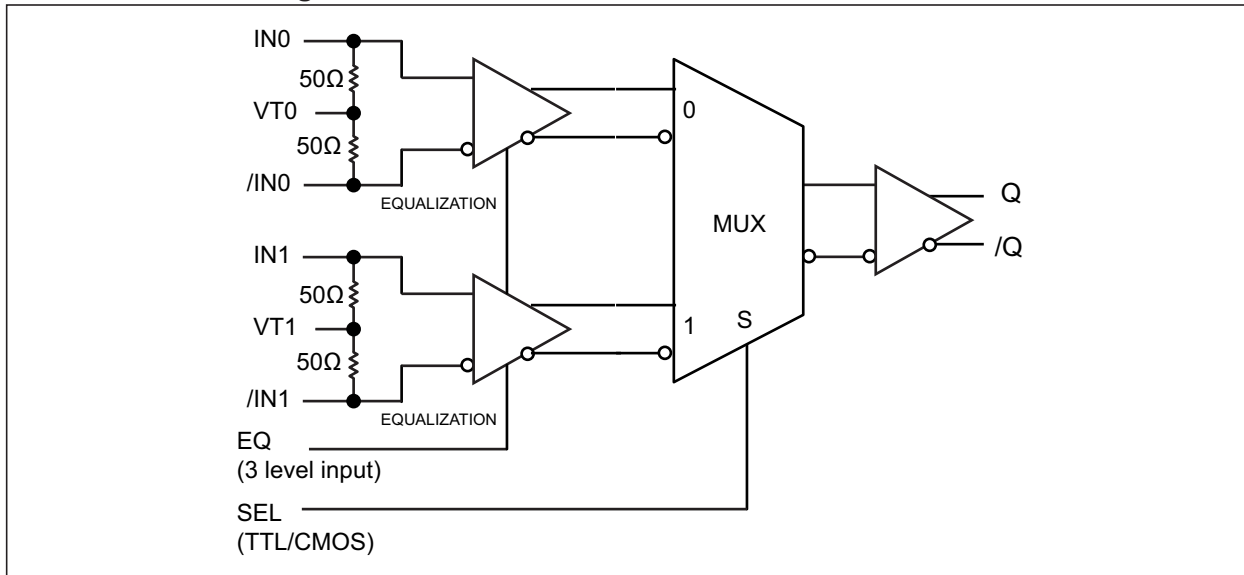 IN0
50Ω
VT0
50Ω
/IN0
EQUALIZATION
IN1
50Ω
VT1
50Ω
/IN1
EQUALIZATION
EQ
(3 level input)
SEL
(TTL/CMOS)
0
1
MUX
S
Q
/Q